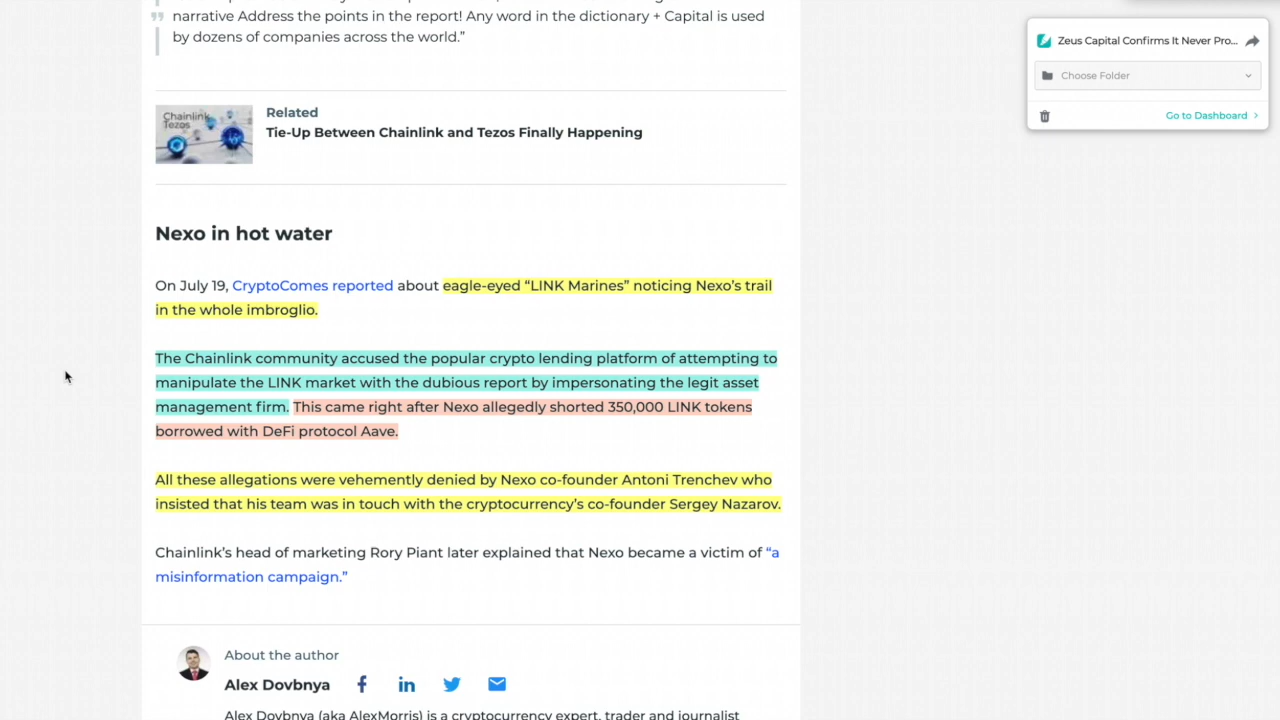 narrative Address the points in the report! Any word in the dictionary + Capital is used
by dozens of companies across the world.”
Zeus Capital Confirms It Never Pro...
Choose Folder
Go to Dashboard
Chainlink
Tezos
Related
Tie-Up Between Chainlink and Tezos Finally Happening
Nexo in hot water
On July 19, CryptoComes reported about eagle-eyed “LINK Marines” noticing Nexo’s trail
in the whole imbroglio.
The Chainlink community accused the popular crypto lending platform of attempting to
manipulate the LINK market with the dubious report by impersonating the legit asset
management firm. This came right after Nexo allegedly shorted 350,000 LINK tokens
borrowed with DeFi protocol Aave.
All these allegations were vehemently denied by Nexo co-founder Antoni Trenchev who
insisted that his team was in touch with the cryptocurrency’s co-founder Sergey Nazarov.
Chainlink’s head of marketing Rory Piant later explained that Nexo became a victim of “a
misinformation campaign.”
About the author
Alex Dovbnya
Alex Dovbnya (aka AlexMorris) is a cryptocurrency expert, trader and journalist